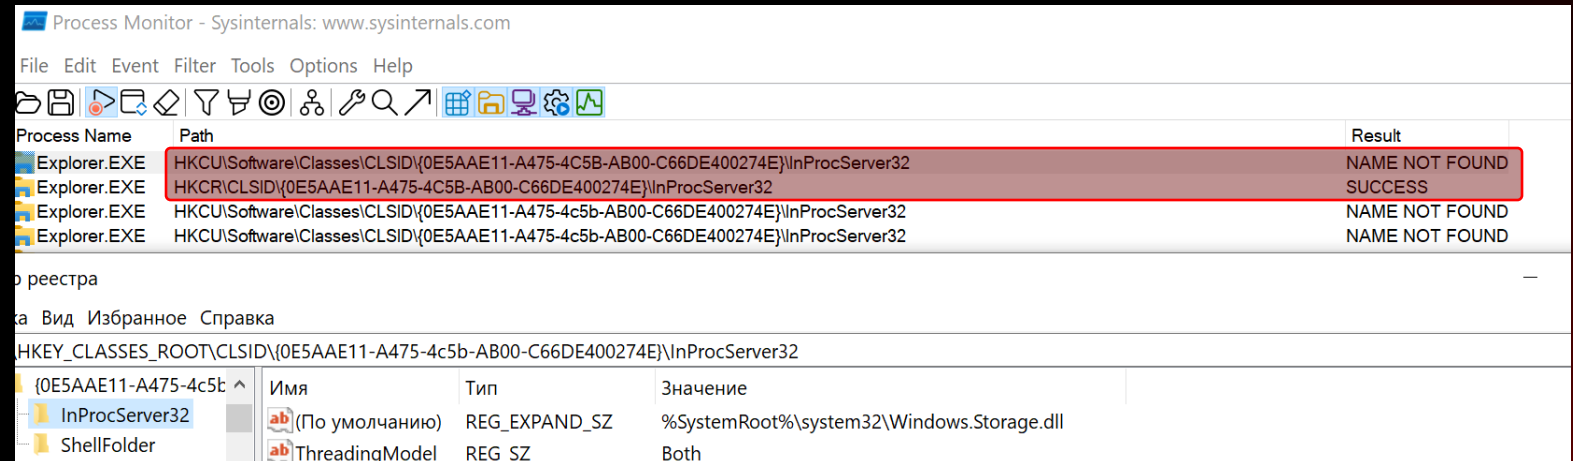 Process Monitor - Sysinternals: www.sysinternals.com
File Edit Event Filter Tools Options Help
Process Name Path Result
Explorer.EXE HKCU\Software\Classes\CLSID\{0E5AAE11-A475-4C5B-AB00-C66DE400274E}\InProcServer32 NAME NOT FOUND
Explorer.EXE HKCR\CLSID\{0E5AAE11-A475-4C5B-AB00-C66DE400274E}\InProcServer32 SUCCESS
Explorer.EXE HKCU\Software\Classes\CLSID\{0E5AAE11-A475-4c5b-AB00-C66DE400274E}\InProcServer32 NAME NOT FOUND
Explorer.EXE HKCU\Software\Classes\CLSID\{0E5AAE11-A475-4c5b-AB00-C66DE400274E}\InProcServer32 NAME NOT FOUND
р реестра
ка Вид Избранное Справка
\HKEY_CLASSES_ROOT\CLSID\{0E5AAE11-A475-4c5b-AB00-C66DE400274E}\InProcServer32
{0E5AAE11-A475-4c5b Имя Тип Значение
InProcServer32 (По умолчанию) REG_EXPAND_SZ %SystemRoot%\system32\Windows.Storage.dll
ShellFolder ThreadingModel REG_SZ Both